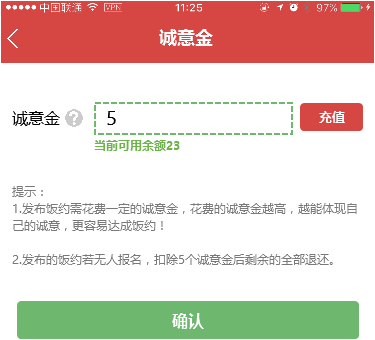 中国联通 VPN 11:25 97%
诚意金
诚意金 ? 5 充值
当前可用余额23
提示：
1.发布饭约需花费一定的诚意金，花费的诚意金越高，越能体现自
己的诚意，更容易达成饭约！
2.发布的饭约若无人报名，扣除5个诚意金后剩余的全部退还。
确认